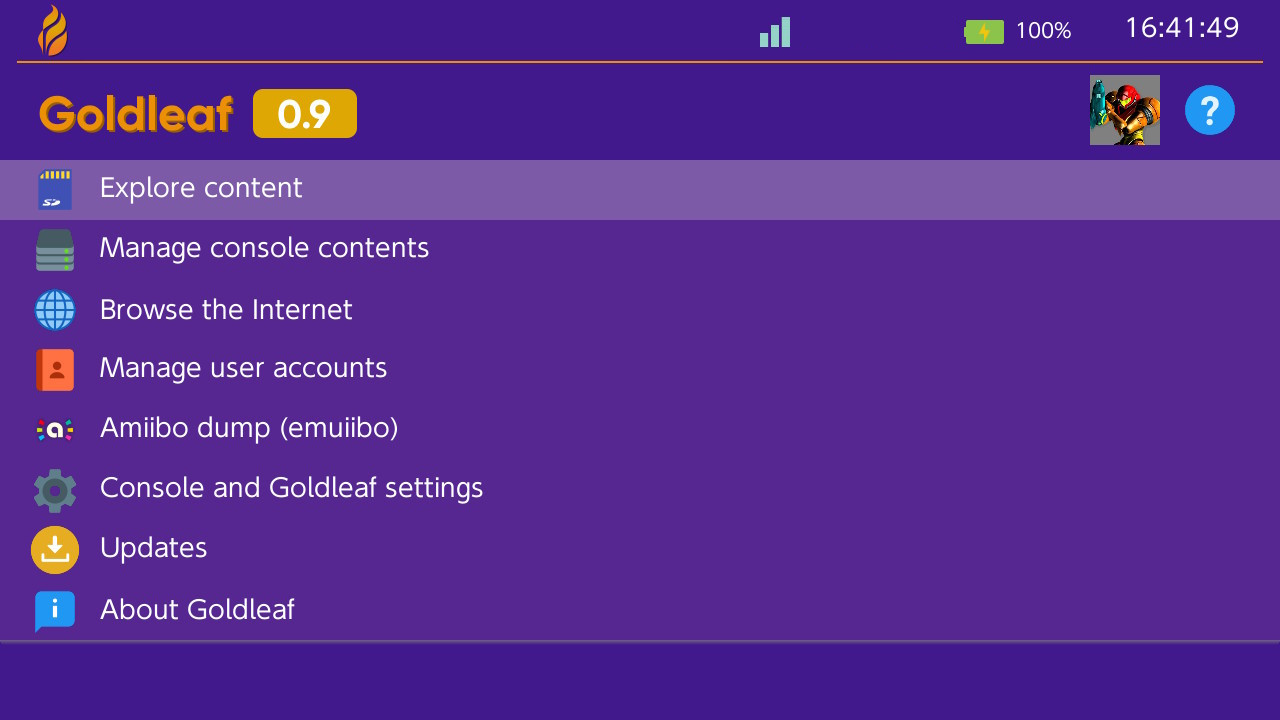 100%
16:41:49
Goldleaf 0.9
?
SD
Explore content
Manage console contents
Browse the Internet
Manage user accounts
a
Amiibo dump (emuiibo)
Console and Goldleaf settings
Updates
i
About Goldleaf